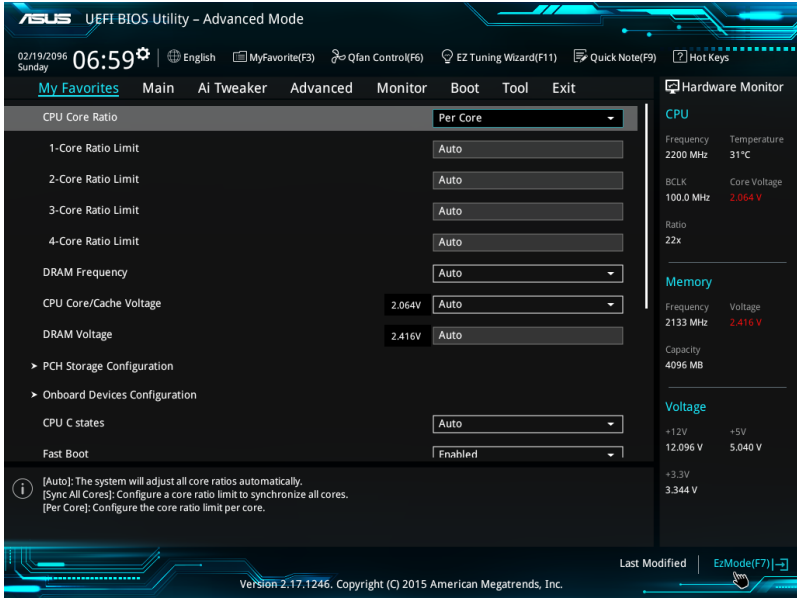 ASUS UEFI BIOS Utility – Advanced Mode
02/19/2096
Sunday
06:59
English
MyFavorite(F3)
Qfan Control(F6)
EZ Tuning Wizard(F11)
Quick Note(F9)
? Hot Keys
My Favorites Main Ai Tweaker Advanced Monitor Boot Tool Exit
CPU Core Ratio Per Core
1-Core Ratio Limit Auto
2-Core Ratio Limit Auto
3-Core Ratio Limit Auto
4-Core Ratio Limit Auto
DRAM Frequency Auto
CPU Core/Cache Voltage 2.064V Auto
DRAM Voltage 2.416V Auto
PCH Storage Configuration
Onboard Devices Configuration
CPU C states Auto
Fast Boot Enabled
[Auto]: The system will adjust all core ratios automatically.
[Sync All Cores]: Configure a core ratio limit to synchronize all cores.
[Per Core]: Configure the core ratio limit per core.
Hardware Monitor
CPU
Frequency Temperature
2200 MHz 31°C
BCLK Core Voltage
100.0 MHz 2.064 V
Ratio
22x
Memory
Frequency Voltage
2133 MHz 2.416 V
Capacity
4096 MB
Voltage
+12V +5V
12.096 V 5.040 V
+3.3V
3.344 V
Last Modified EzMode(F7)
Version 2.17.1246. Copyright (C) 2015 American Megatrends, Inc.